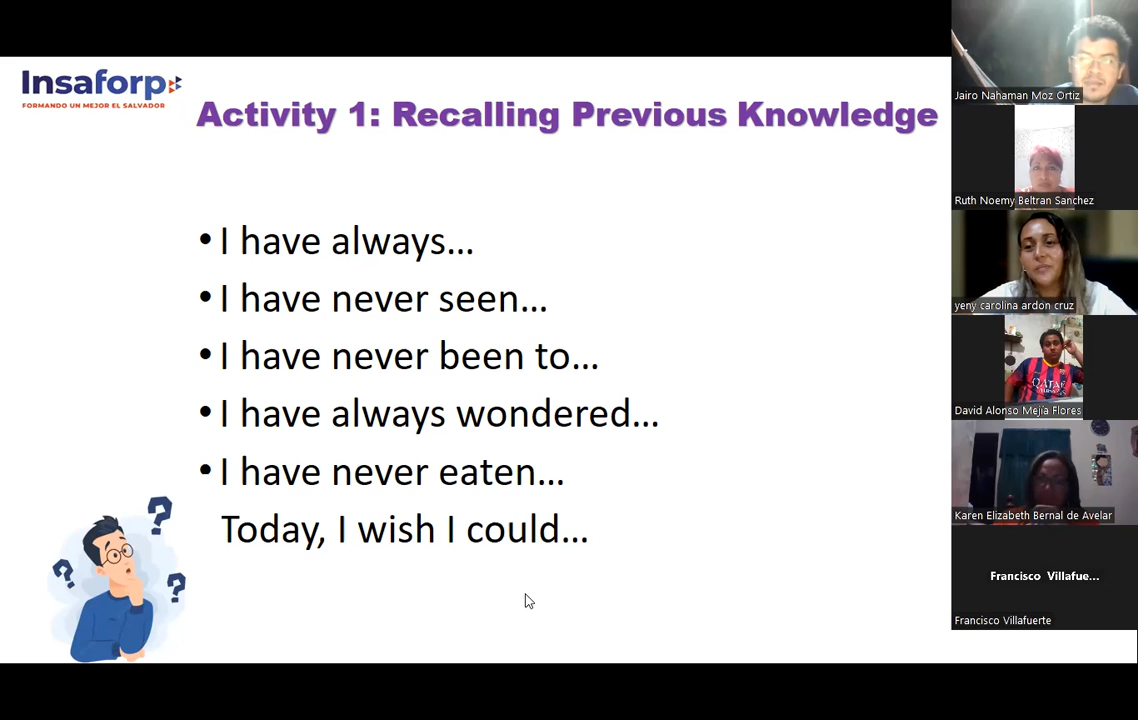 Insaforp
FORMANDO UN MEJOR EL SALVADOR
Activity 1: Recalling Previous Knowledge
• I have always...
• I have never seen...
• I have never been to...
• I have always wondered...
• I have never eaten...
Today, I wish I could...
? ? ?
Jairo Nahaman Moz Ortiz
Ruth Noemy Beltran Sanchez
yeny carolina ardon cruz
QATAR
David Alonso Mejía Flores
Karen Elizabeth Bernal de Avelar
Francisco Villafue...
Francisco Villafuerte